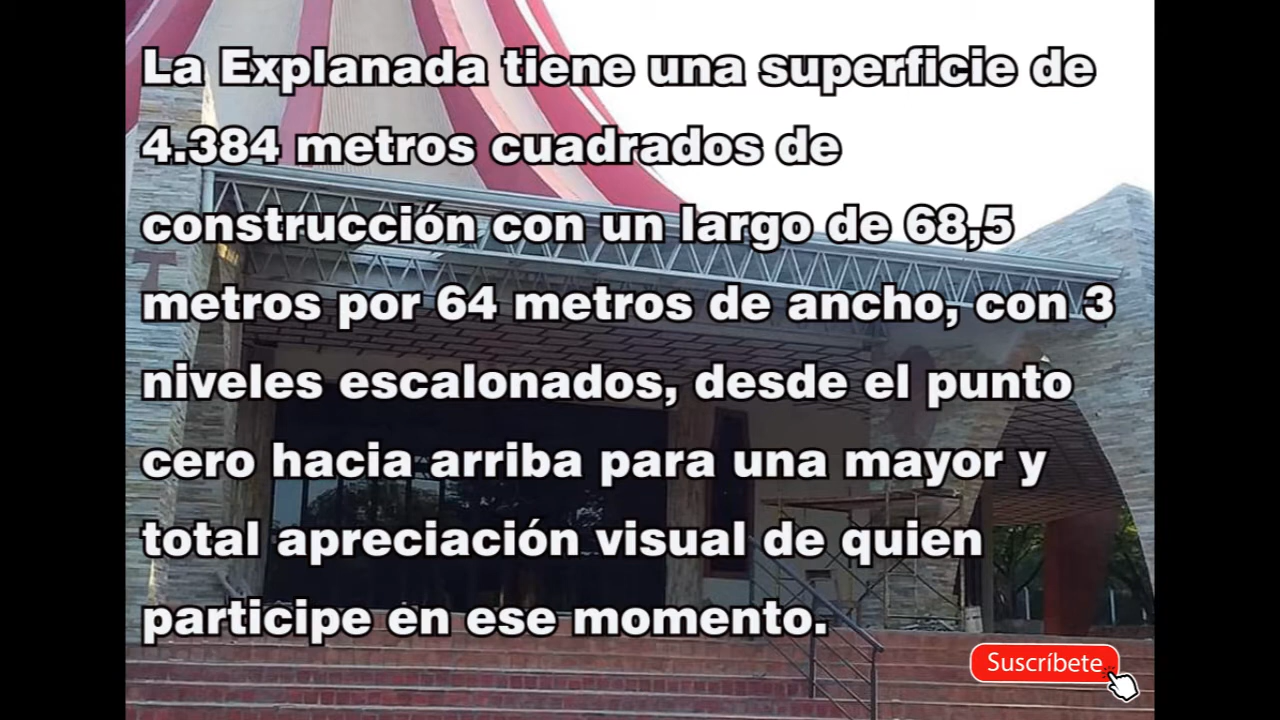 La Explanada tiene una superficie de
4.384 metros cuadrados de
construcción con un largo de 68,5
metros por 64 metros de ancho, con 3
niveles escalonados, desde el punto
cero hacia arriba para una mayor y
total apreciación visual de quien
participe en ese momento.
Suscríbete